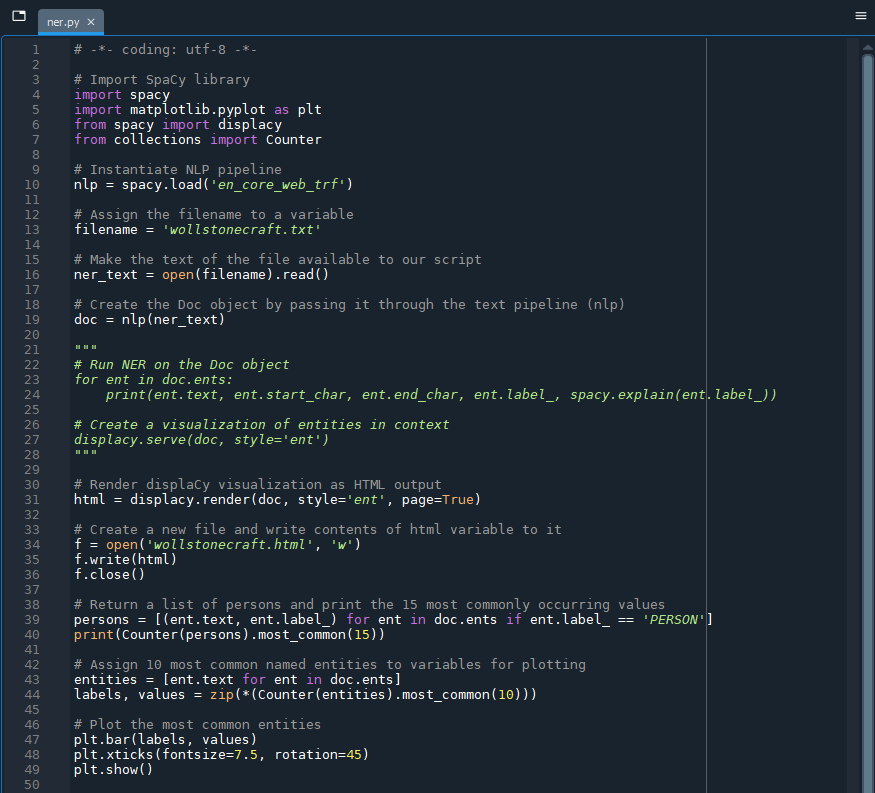 ner.py ×
1 # -*- coding: utf-8 -*-
2
3 # Import SpaCy library
4 import spacy
5 import matplotlib.pyplot as plt
6 from spacy import displacy
7 from collections import Counter
8
9 # Instantiate NLP pipeline
10 nlp = spacy.load('en_core_web_trf')
11
12 # Assign the filename to a variable
13 filename = 'wollstonecraft.txt'
14
15 # Make the text of the file available to our script
16 ner_text = open(filename).read()
17
18 # Create the Doc object by passing it through the text pipeline (nlp)
19 doc = nlp(ner_text)
20
21 """
22 # Run NER on the Doc object
23 for ent in doc.ents:
24     print(ent.text, ent.start_char, ent.end_char, ent.label_, spacy.explain(ent.label_))
25
26 # Create a visualization of entities in context
27 displacy.serve(doc, style='ent')
28 """
29
30 # Render displaCy visualization as HTML output
31 html = displacy.render(doc, style='ent', page=True)
32
33 # Create a new file and write contents of html variable to it
34 f = open('wollstonecraft.html', 'w')
35 f.write(html)
36 f.close()
37
38 # Return a list of persons and print the 15 most commonly occurring values
39 persons = [(ent.text, ent.label_) for ent in doc.ents if ent.label_ == 'PERSON']
40 print(Counter(persons).most_common(15))
41
42 # Assign 10 most common named entities to variables for plotting
43 entities = [ent.text for ent in doc.ents]
44 labels, values = zip(*(Counter(entities).most_common(10)))
45
46 # Plot the most common entities
47 plt.bar(labels, values)
48 plt.xticks(fontsize=7.5, rotation=45)
49 plt.show()
50